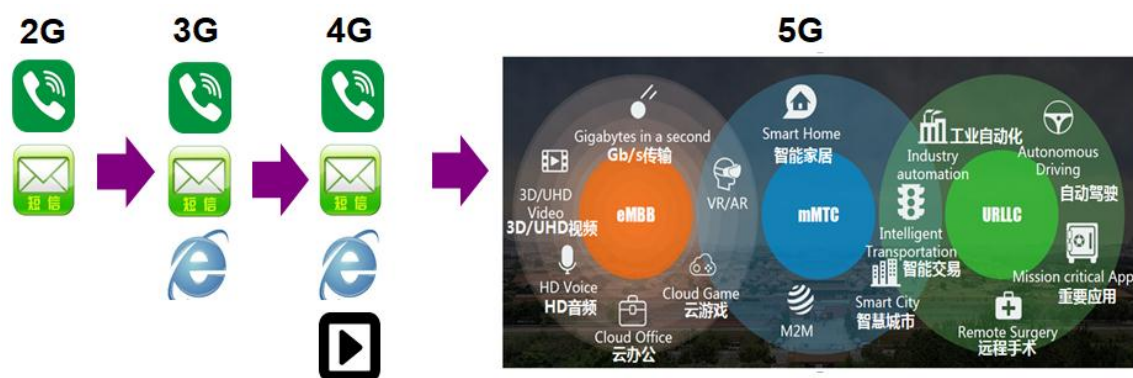 2G
3G
4G
5G
短信
短信
短信
Gigabytes in a second
Gb/s传输
3D/UHD
Video
3D/UHD视频
HD Voice
HD音频
Cloud Office
云办公
Cloud Game
云游戏
eMBB
VR/AR
Smart Home
智能家居
mMTC
M2M
Smart City
智慧城市
工业自动化
Industry
automation
Intelligent
Transportation
智能交易
URLLC
Autonomous
Driving
自动驾驶
Mission critical App
重要应用
Remote Surgery
远程手术